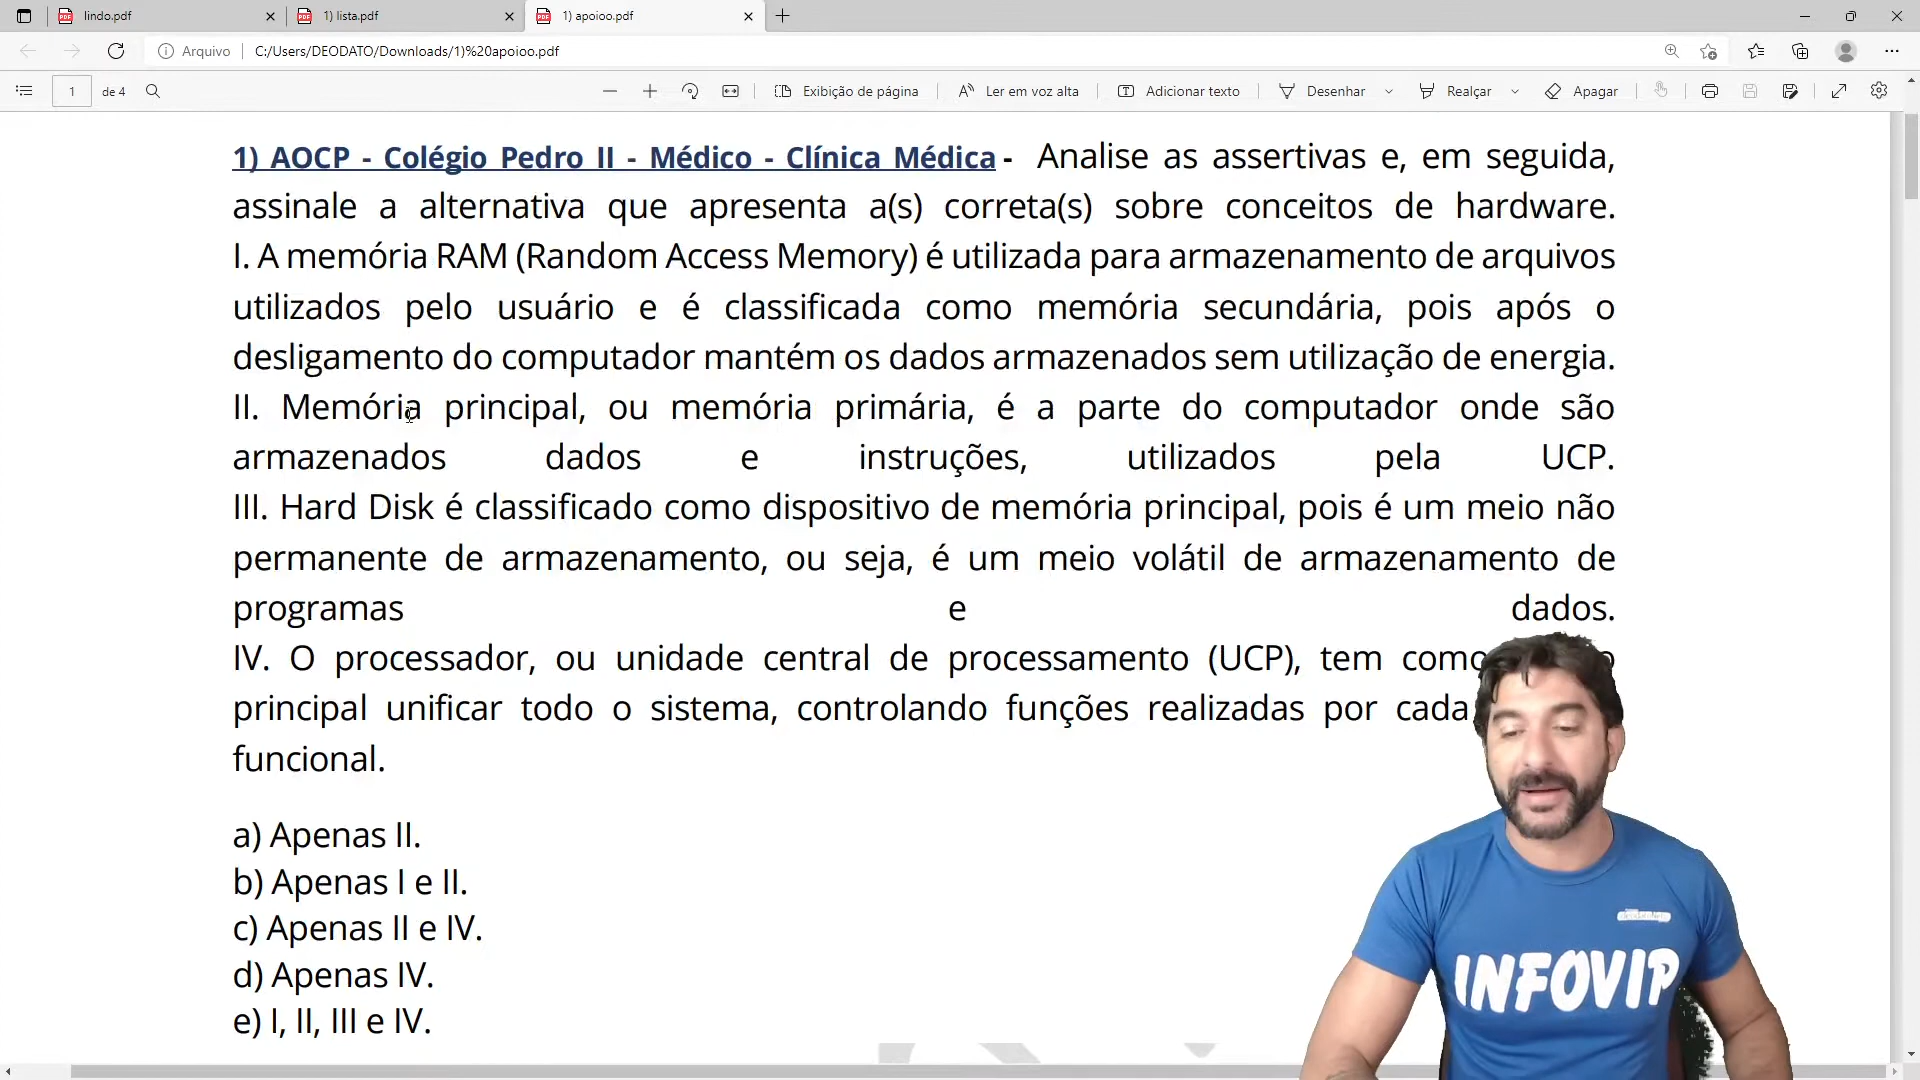 lindo.pdf
1) lista.pdf
1) apoioo.pdf
Arquivo
C:/Users/DEODATO/Downloads/1)%20apoioo.pdf
1
de 4
Exibição de página
Ler em voz alta
Adicionar texto
Desenhar
Realçar
Apagar
1) AOCP - Colégio Pedro II - Médico - Clínica Médica - Analise as assertivas e, em seguida,
assinale a alternativa que apresenta a(s) correta(s) sobre conceitos de hardware.
I. A memória RAM (Random Access Memory) é utilizada para armazenamento de arquivos
utilizados pelo usuário e é classificada como memória secundária, pois após o
desligamento do computador mantém os dados armazenados sem utilização de energia.
II. Memória principal, ou memória primária, é a parte do computador onde são
armazenados dados e instruções, utilizados pela UCP.
III. Hard Disk é classificado como dispositivo de memória principal, pois é um meio não
permanente de armazenamento, ou seja, é um meio volátil de armazenamento de
programas e dados.
IV. O processador, ou unidade central de processamento (UCP), tem como
principal unificar todo o sistema, controlando funções realizadas por cada
funcional.
a) Apenas II.
b) Apenas I e II.
c) Apenas II e IV.
d) Apenas IV.
e) I, II, III e IV.
INFOVIP